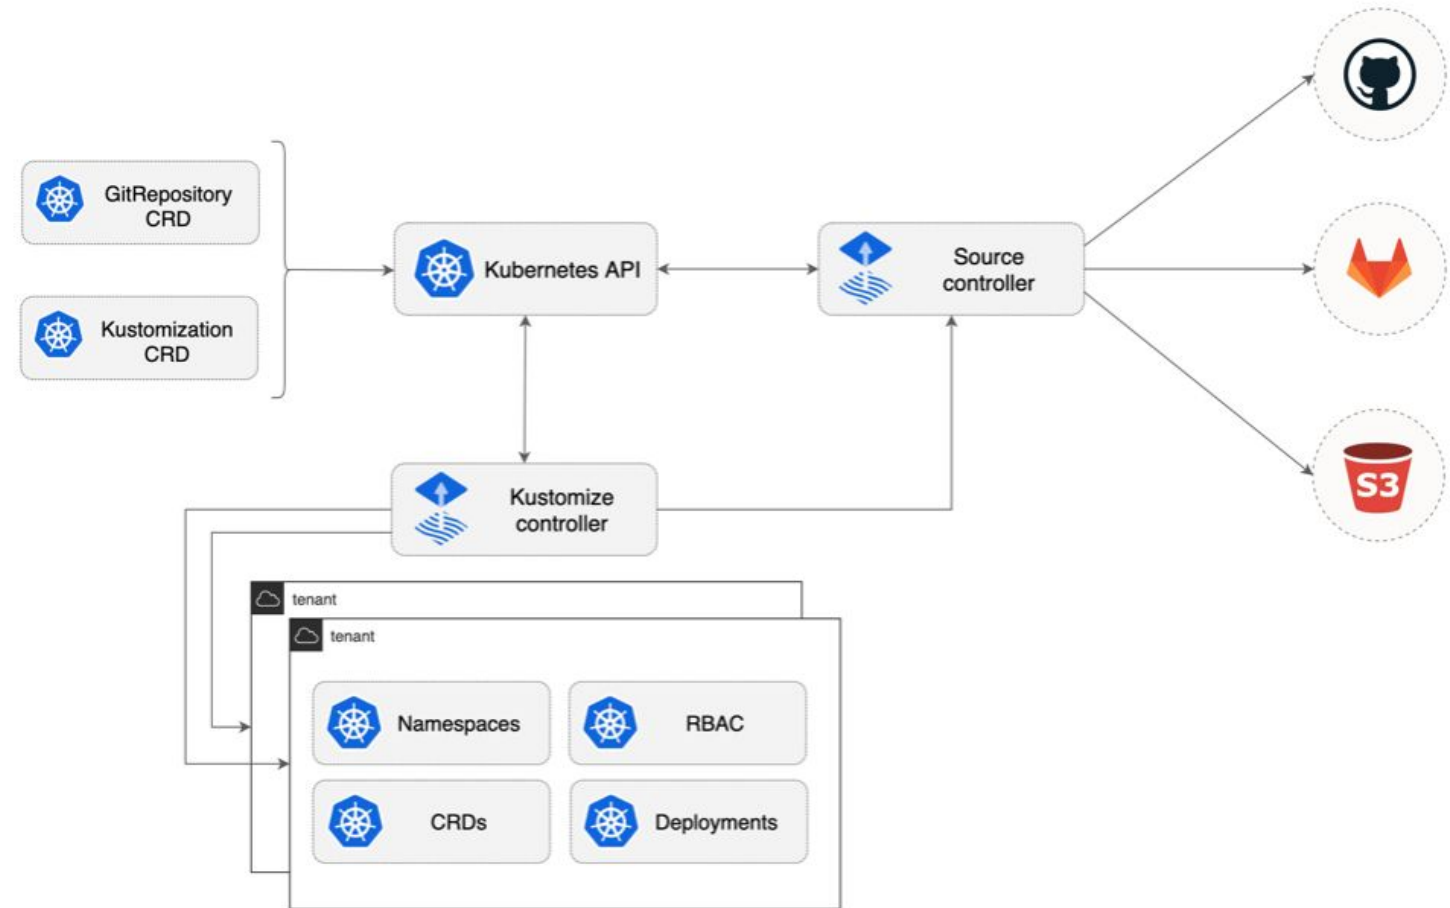 GitRepository
CRD
Kustomization
CRD
Kubernetes API
Source
controller
S3
Kustomize
controller
tenant
tenant
Namespaces
RBAC
CRDs
Deployments